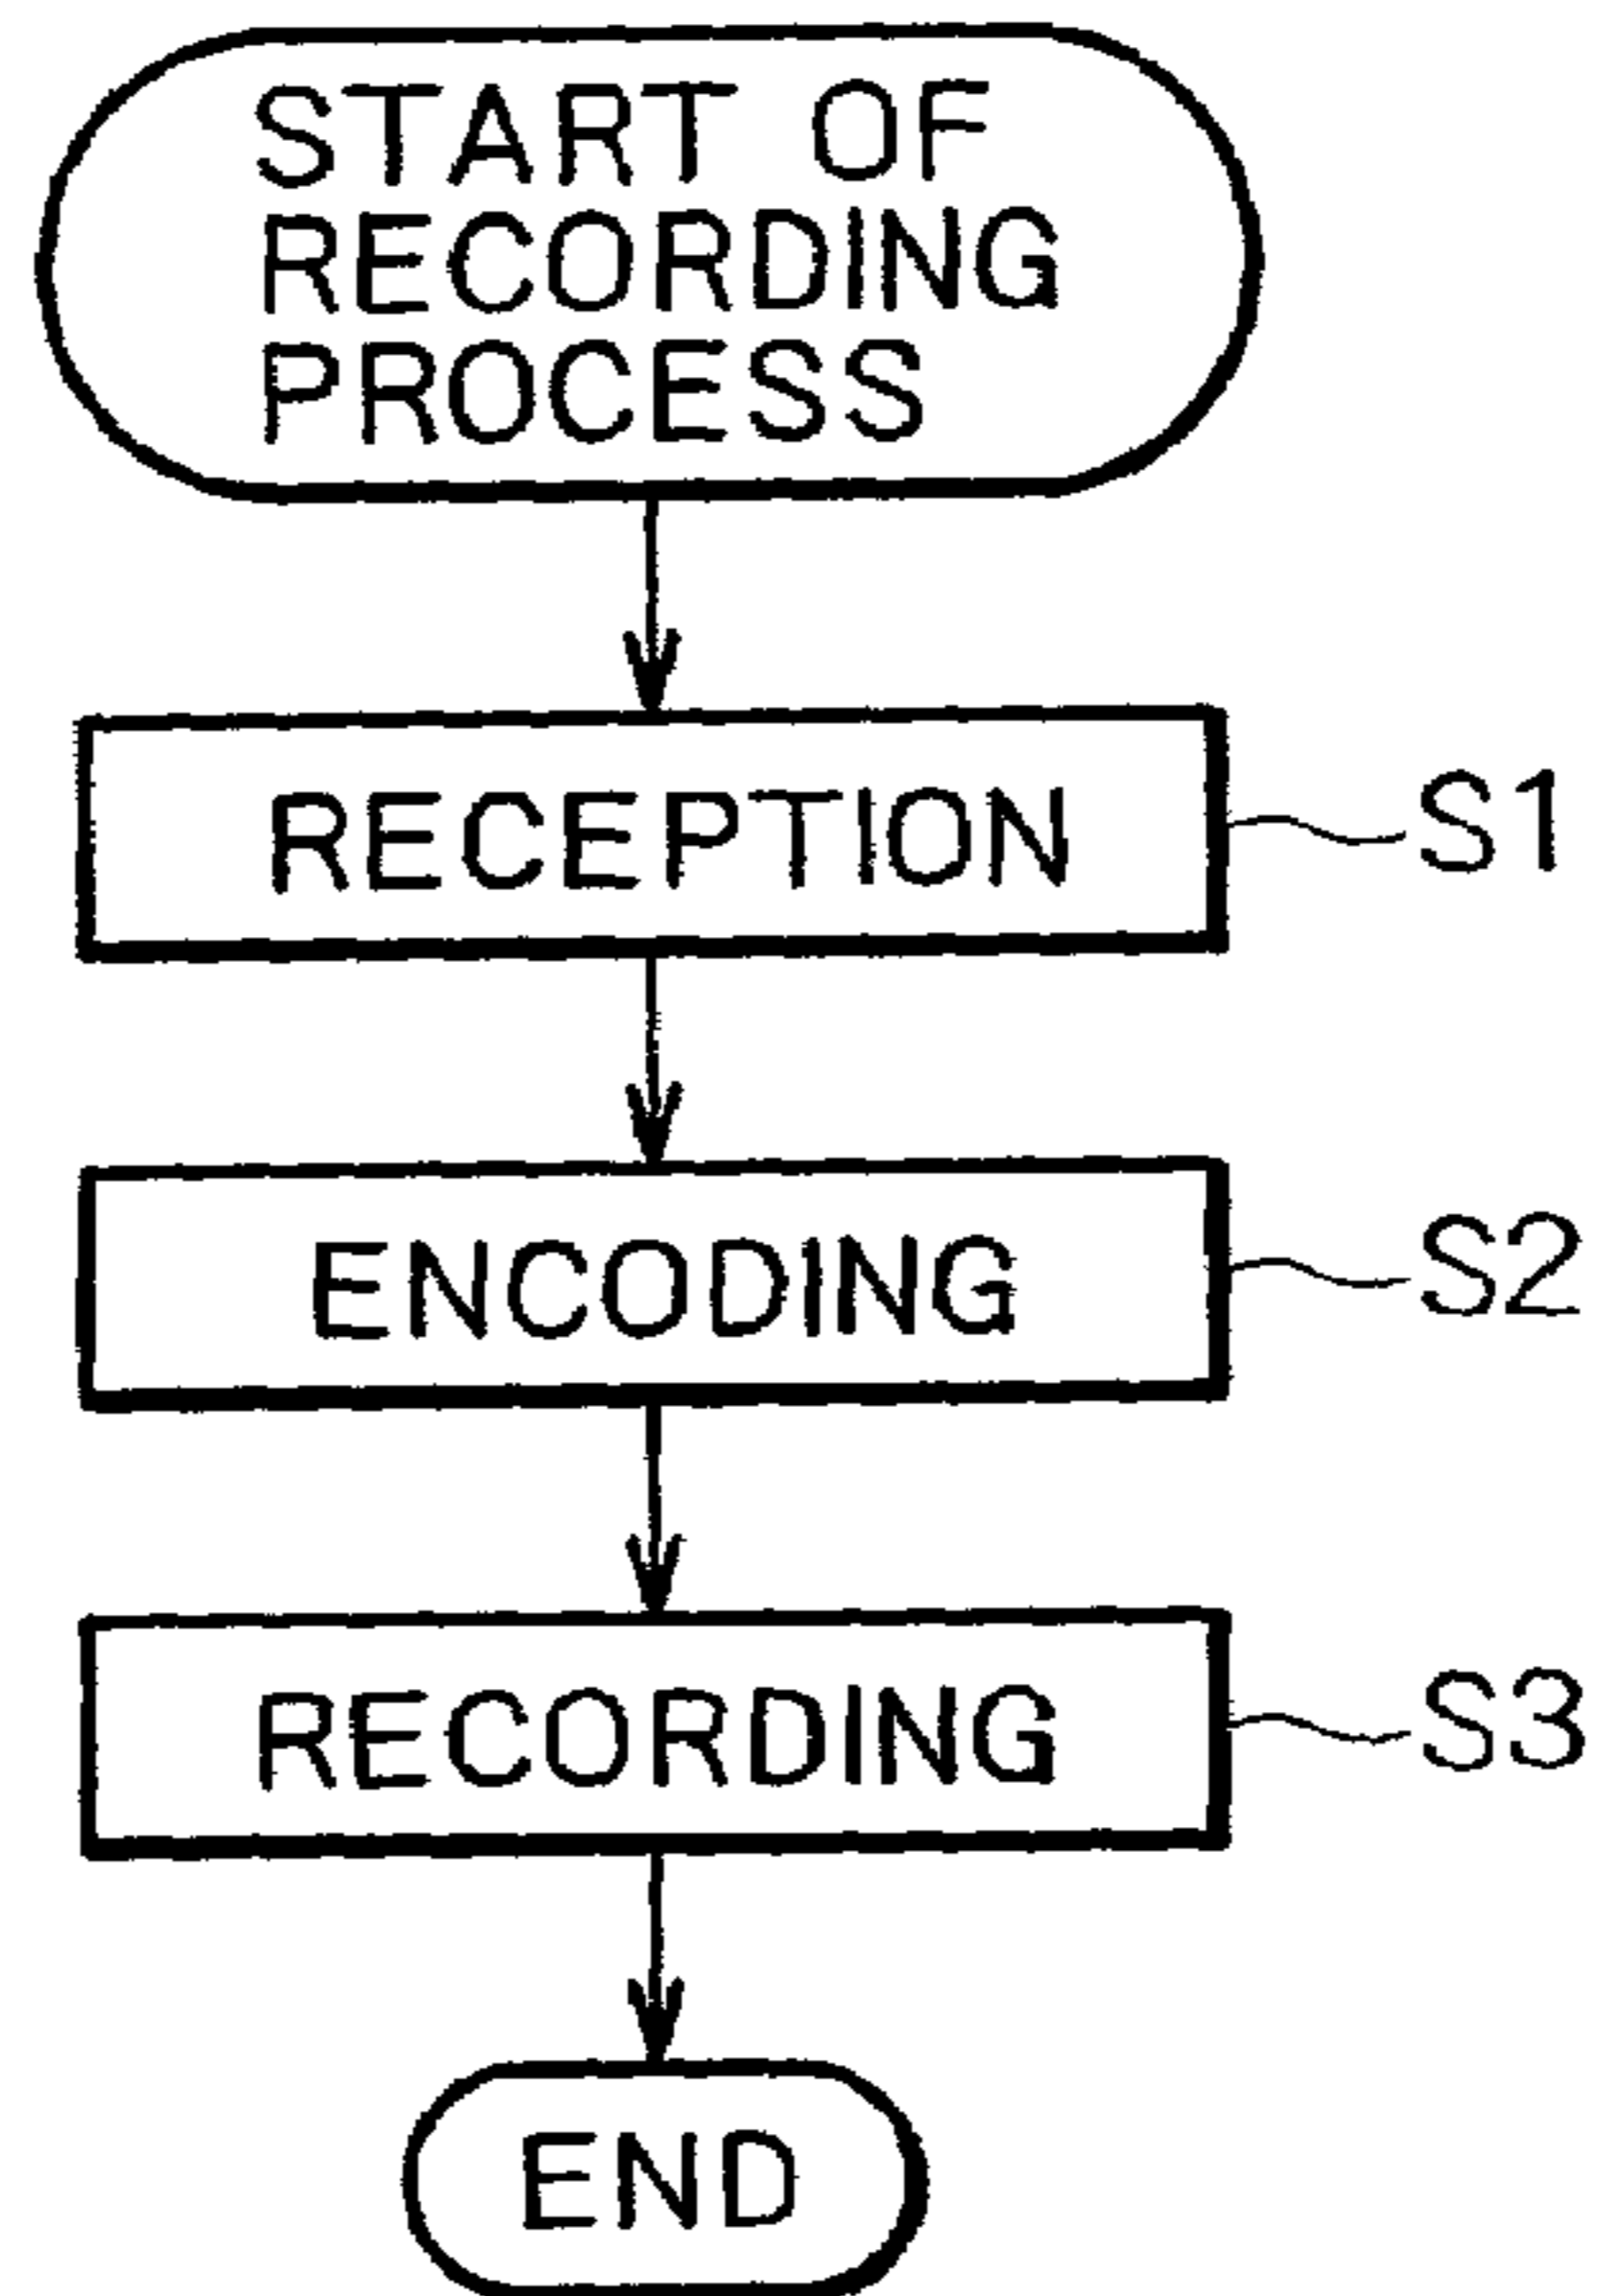 START OF
RECORDING
PROCESS
RECEPTION
S1
ENCODING
S2
RECORDING
S3
END